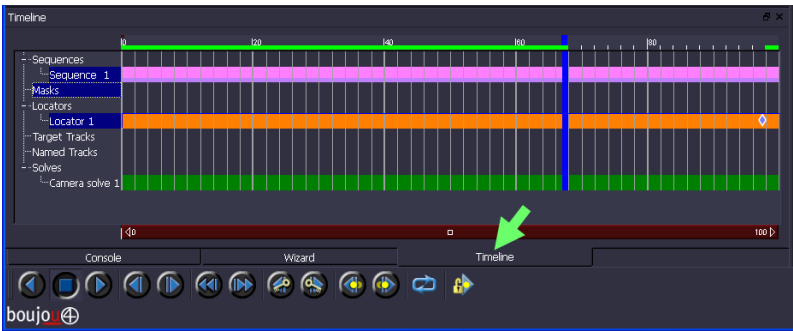 Timeline
0 20 40 60 80
Sequences
Sequence 1
Masks
Locators
Locator 1
Target Tracks
Named Tracks
Solves
Camera solve 1
0 100
Console Wizard Timeline
boujou 4